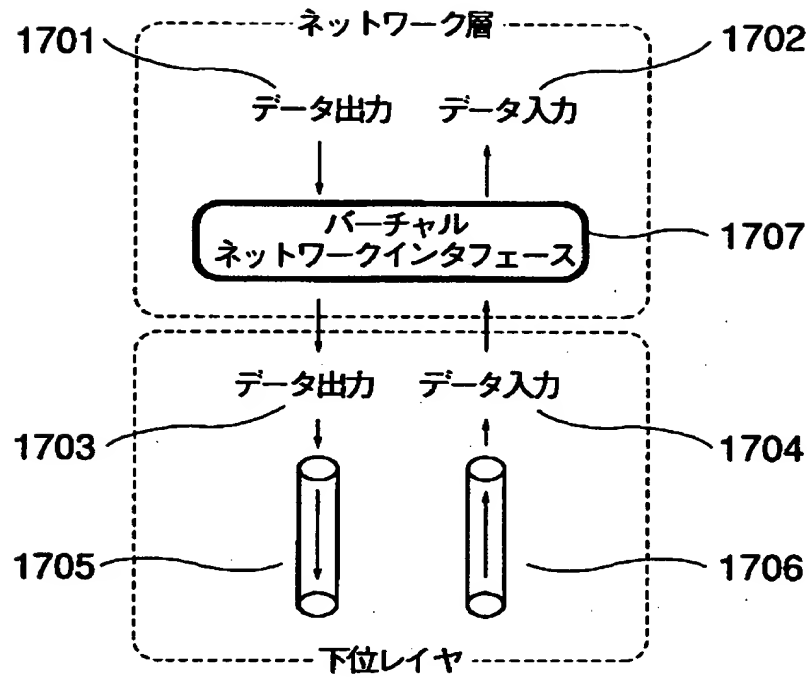 ネットワーク層
1701
1702
データ出力 データ入力
バーチャル
ネットワークインタフェース
1707
データ出力 データ入力
1703
1704
1705
1706
下位レイヤ